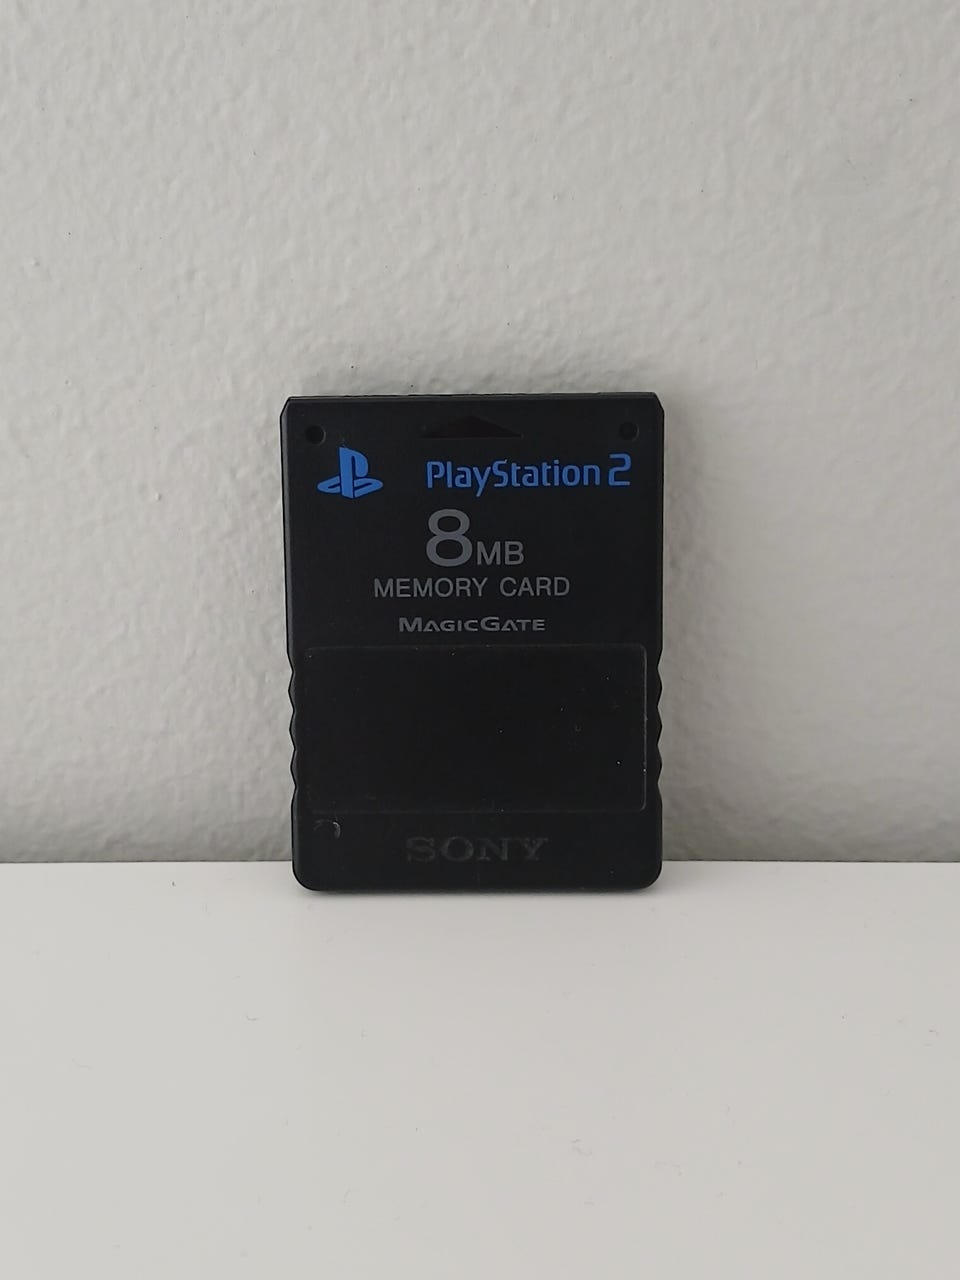 PlayStation 2
8MB
MEMORY CARD
MAGICGATE
SONY